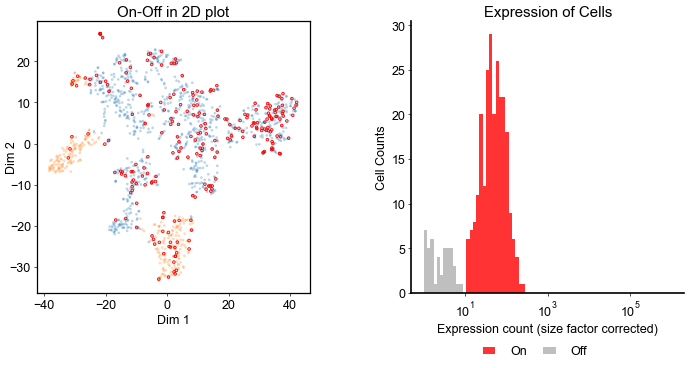 On-Off in 2D plot
Dim 2
20
10
0
−10
−20
−30
−40
−20
0
20
40
Dim 1
Expression of Cells
Cell Counts
30
25
20
15
10
5
0
10^1
10^3
10^5
Expression count (size factor corrected)
On
Off